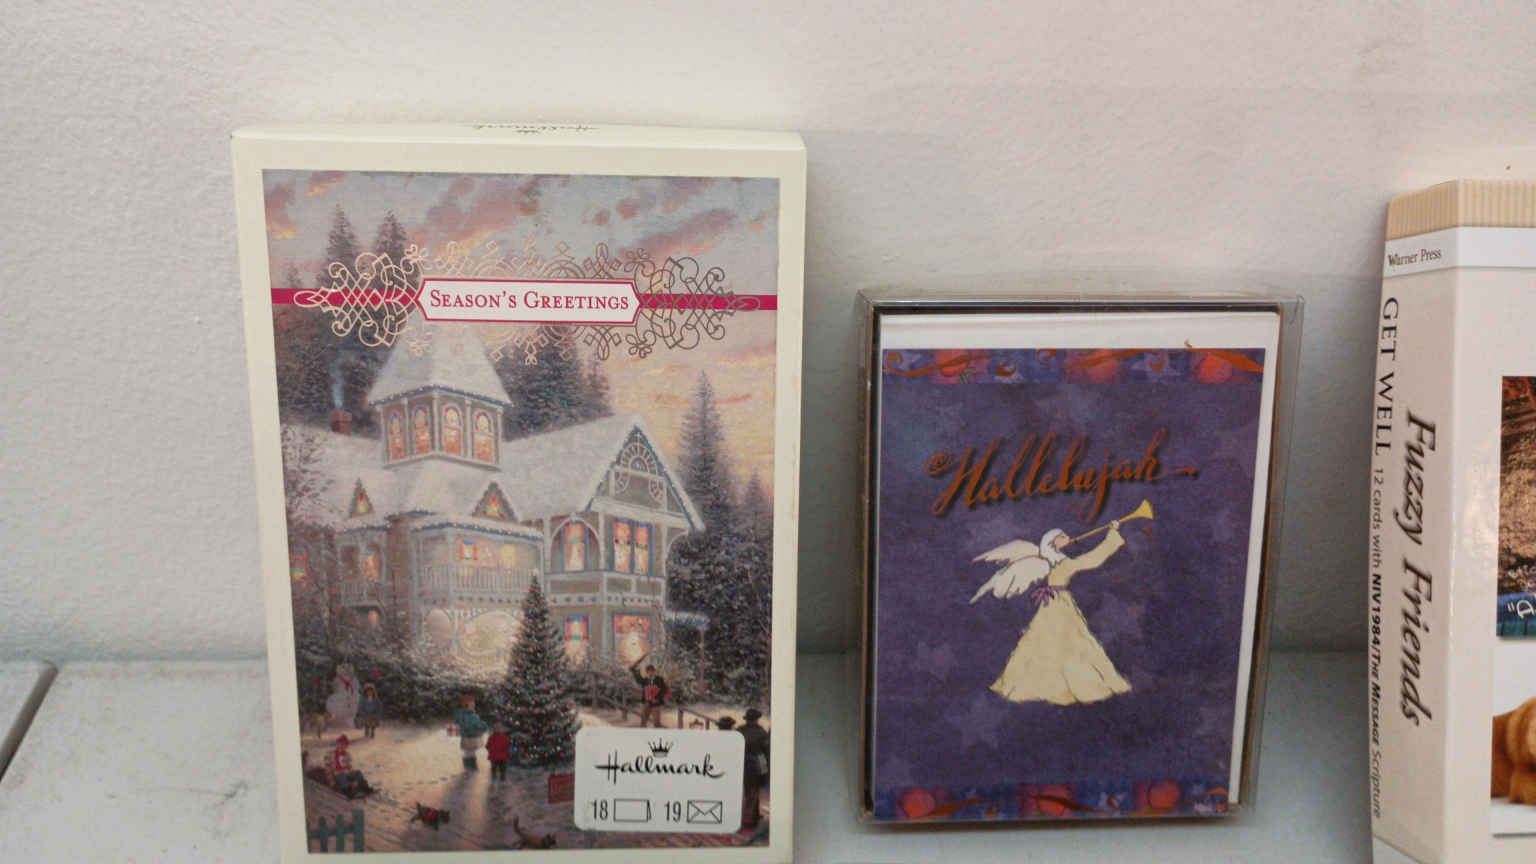 Hallmark
SEASON'S GREETINGS
Hallmark
18 19
Hallelujah
Warner Press
GET WELL
Fuzzy Friends
12 cards with NIV1984/THE MESSAGE Scripture